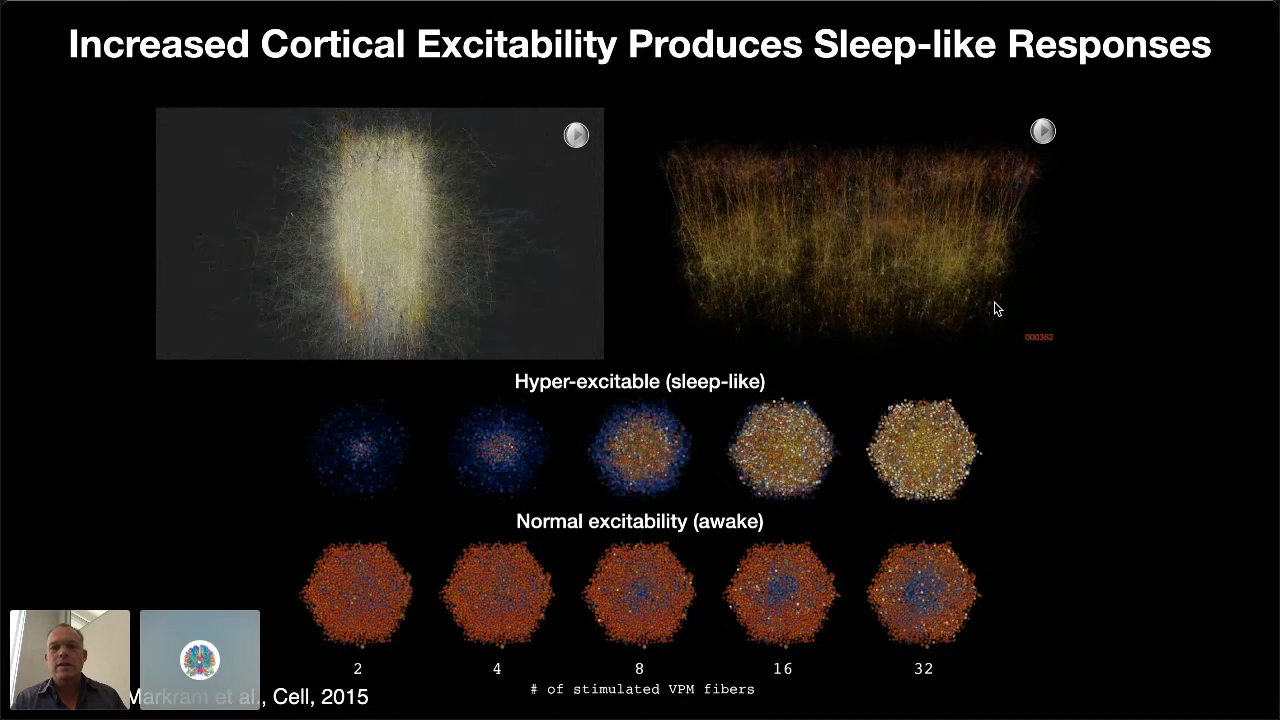 Increased Cortical Excitability Produces Sleep-like Responses
000362
Hyper-excitable (sleep-like)
Normal excitability (awake)
2 4 8 16 32
# of stimulated VPM fibers
Markram et al., Cell, 2015